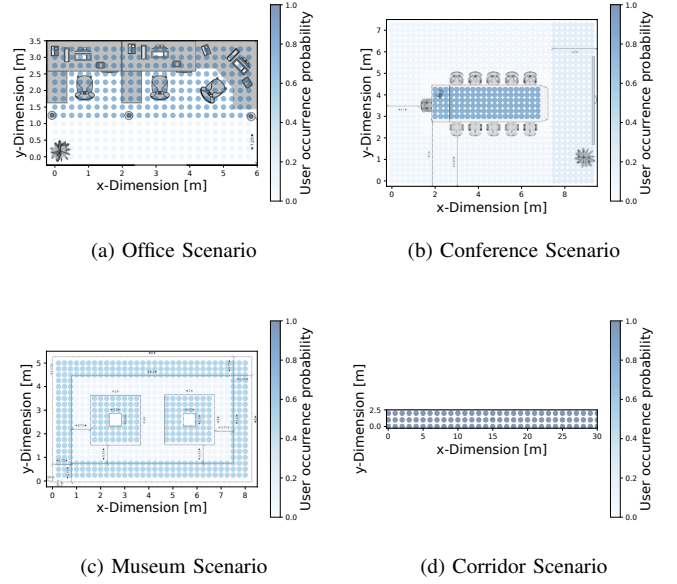 1.0
3.5
3.0
2.5
2.0
1.5
1.0
0.5
0.0
y-Dimension [m]
0 1 2 3 4 5 6
x-Dimension [m]
0.8
0.6
0.4
0.2
0.0
User occurrence probability
(a) Office Scenario
1.0
7
6
5
4
3
2
1
0
y-Dimension [m]
0 2 4 6 8
x-Dimension [m]
0.8
0.6
0.4
0.2
0.0
User occurrence probability
(b) Conference Scenario
1.0
5
4
3
2
1
0
y-Dimension [m]
0 1 2 3 4 5 6 7 8
x-Dimension [m]
0.8
0.6
0.4
0.2
0.0
User occurrence probability
(c) Museum Scenario
1.0
2.5
0.0
y-Dimension [m]
0 5 10 15 20 25 30
x-Dimension [m]
0.8
0.6
0.4
0.2
0.0
User occurrence probability
(d) Corridor Scenario